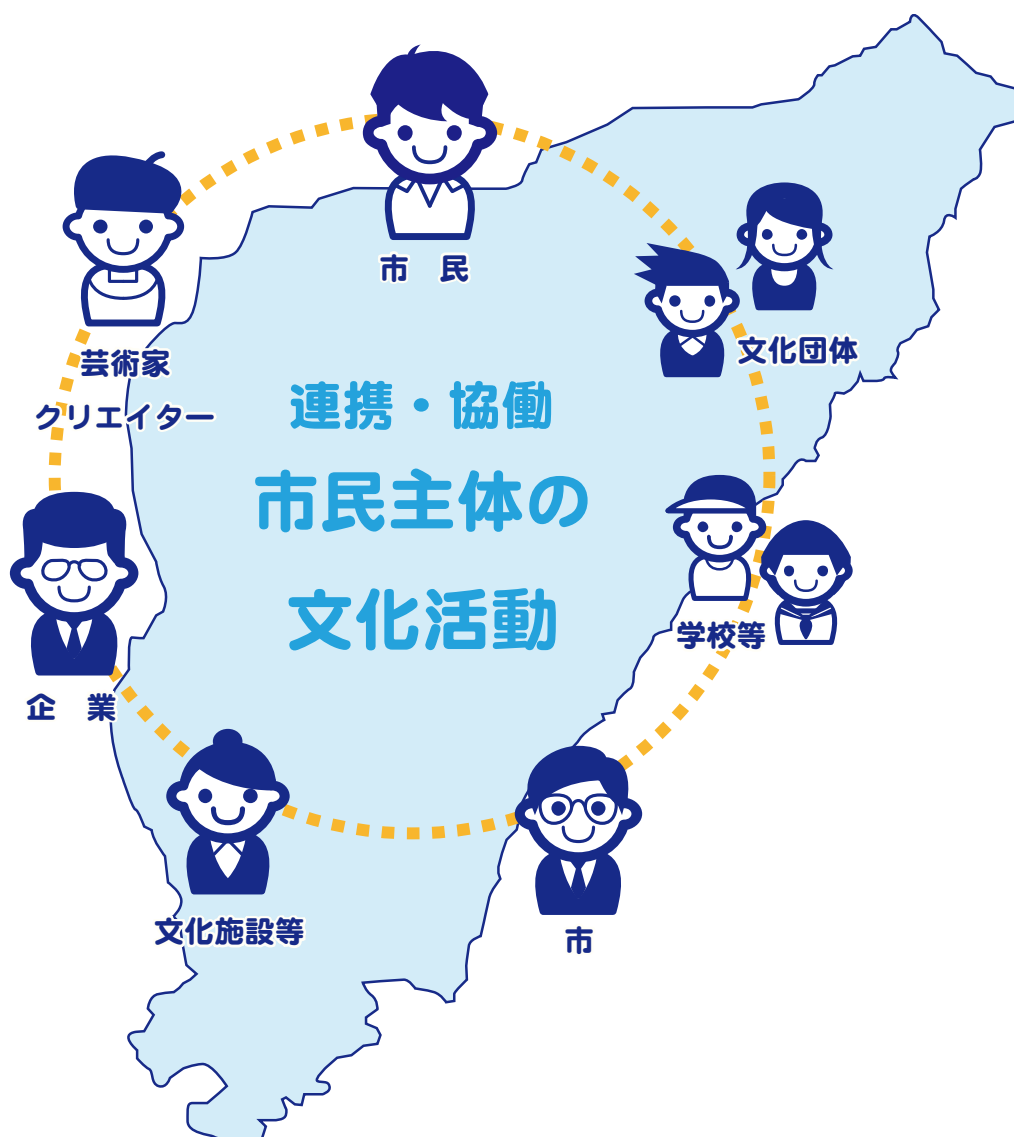 市　民
文化団体
芸術家
クリエイター
連携・協働
市民主体の
文化活動
学校等
企　業
文化施設等
市